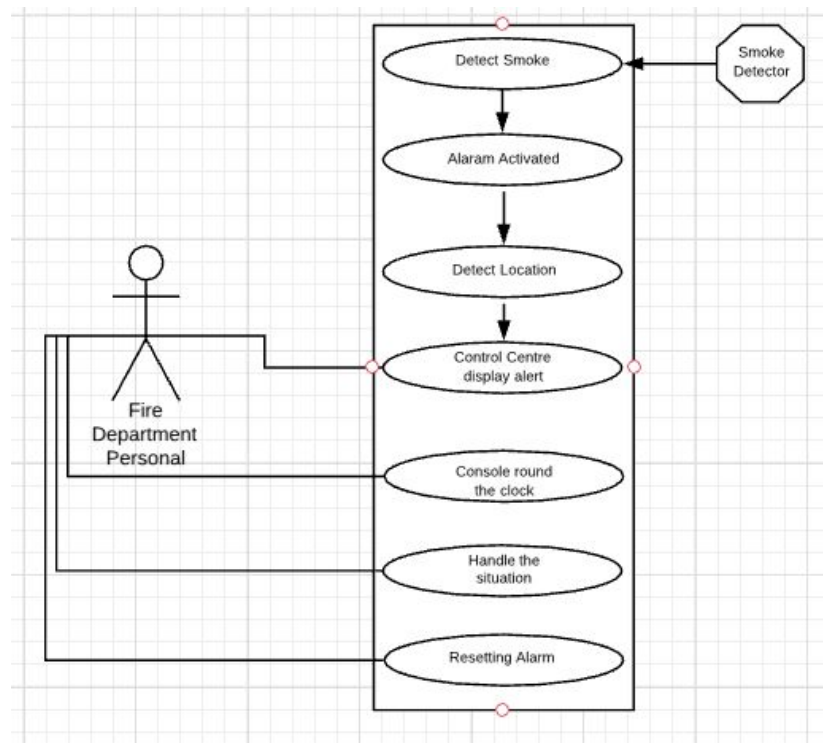 Detect Smoke
Smoke
Detector
Alaram Activated
Detect Location
Control Centre
display alert
Fire
Department
Personal
Console round
the clock
Handle the
situation
Resetting Alarm